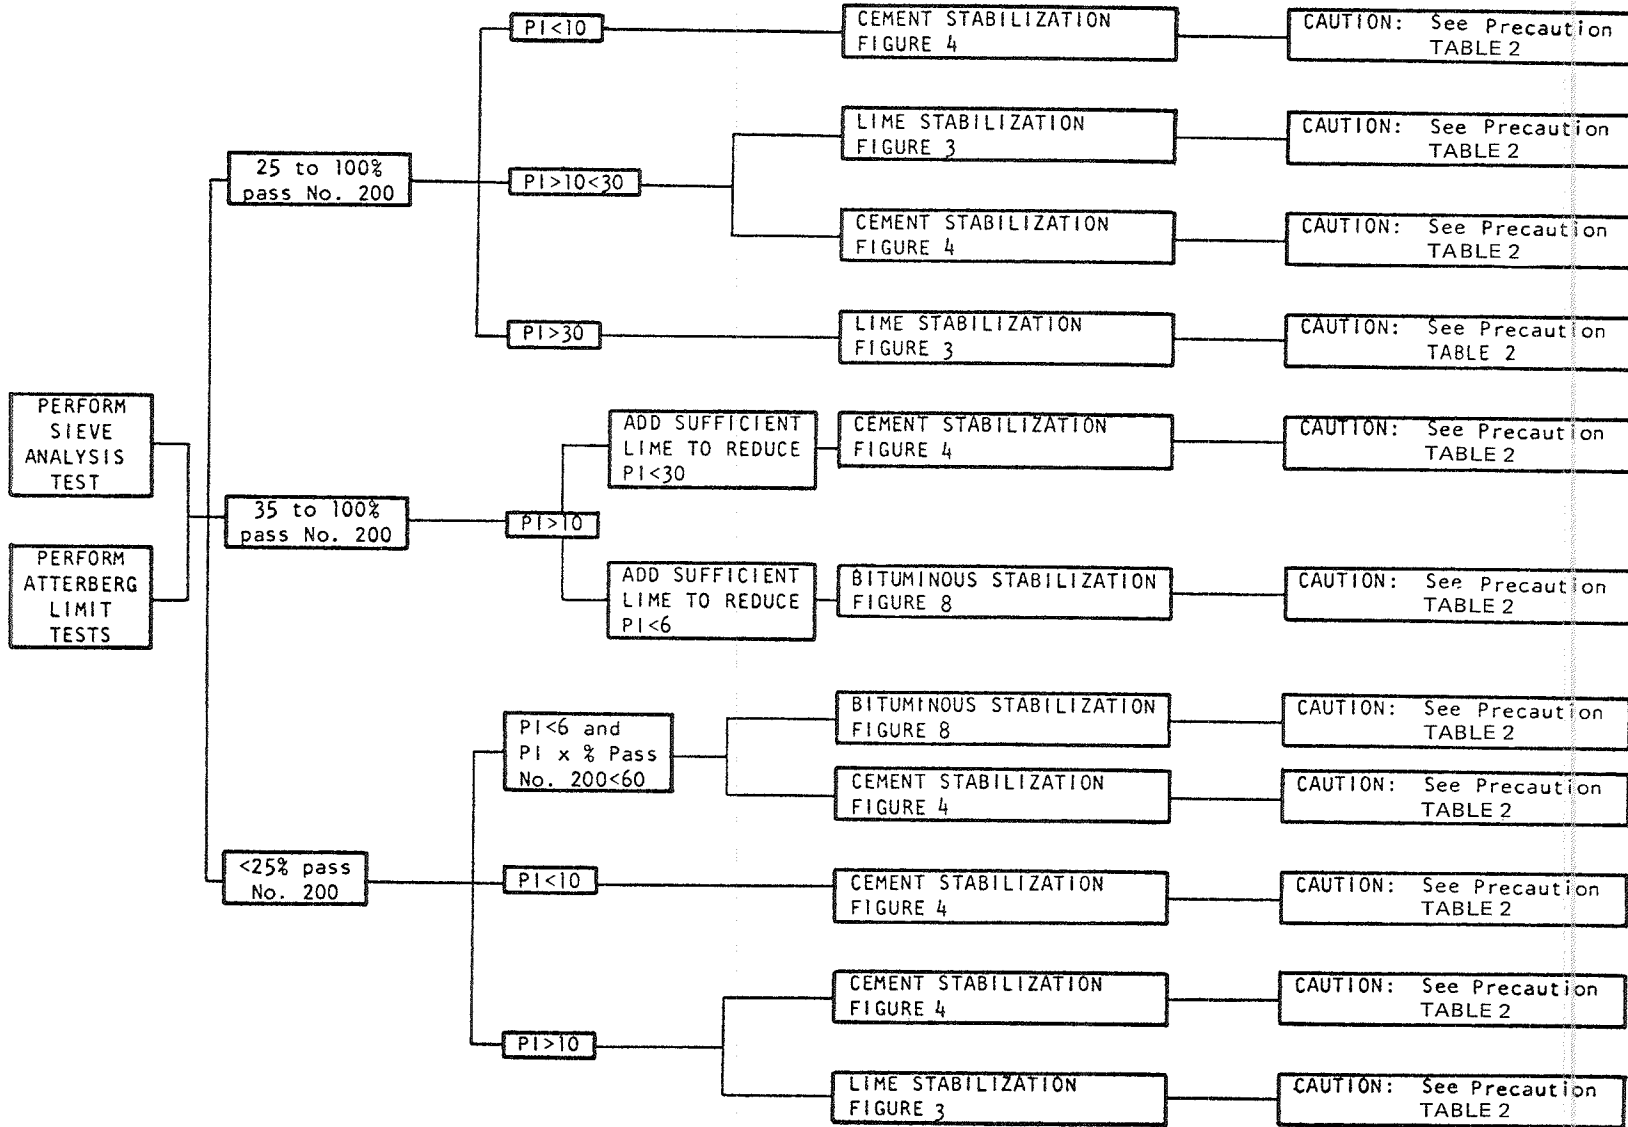 PERFORM
SIEVE
ANALYSIS
TEST
PERFORM
ATTERBERG
LIMIT
TESTS
25 to 100%
pass No. 200
PI<10
CEMENT STABILIZATION
FIGURE 4
CAUTION: See Precaution
TABLE 2
PI>10<30
LIME STABILIZATION
FIGURE 3
CAUTION: See Precaution
TABLE 2
CEMENT STABILIZATION
FIGURE 4
CAUTION: See Precaution
TABLE 2
PI>30
LIME STABILIZATION
FIGURE 3
CAUTION: See Precaution
TABLE 2
35 to 100%
pass No. 200
PI>10
ADD SUFFICIENT
LIME TO REDUCE
PI<30
CEMENT STABILIZATION
FIGURE 4
CAUTION: See Precaution
TABLE 2
ADD SUFFICIENT
LIME TO REDUCE
PI<6
BITUMINOUS STABILIZATION
FIGURE 8
CAUTION: See Precaution
TABLE 2
<25% pass
No. 200
PI<6 and
PI x % Pass
No. 200<60
BITUMINOUS STABILIZATION
FIGURE 8
CAUTION: See Precaution
TABLE 2
CEMENT STABILIZATION
FIGURE 4
CAUTION: See Precaution
TABLE 2
PI<10
CEMENT STABILIZATION
FIGURE 4
CAUTION: See Precaution
TABLE 2
PI>10
CEMENT STABILIZATION
FIGURE 4
CAUTION: See Precaution
TABLE 2
LIME STABILIZATION
FIGURE 3
CAUTION: See Precaution
TABLE 2